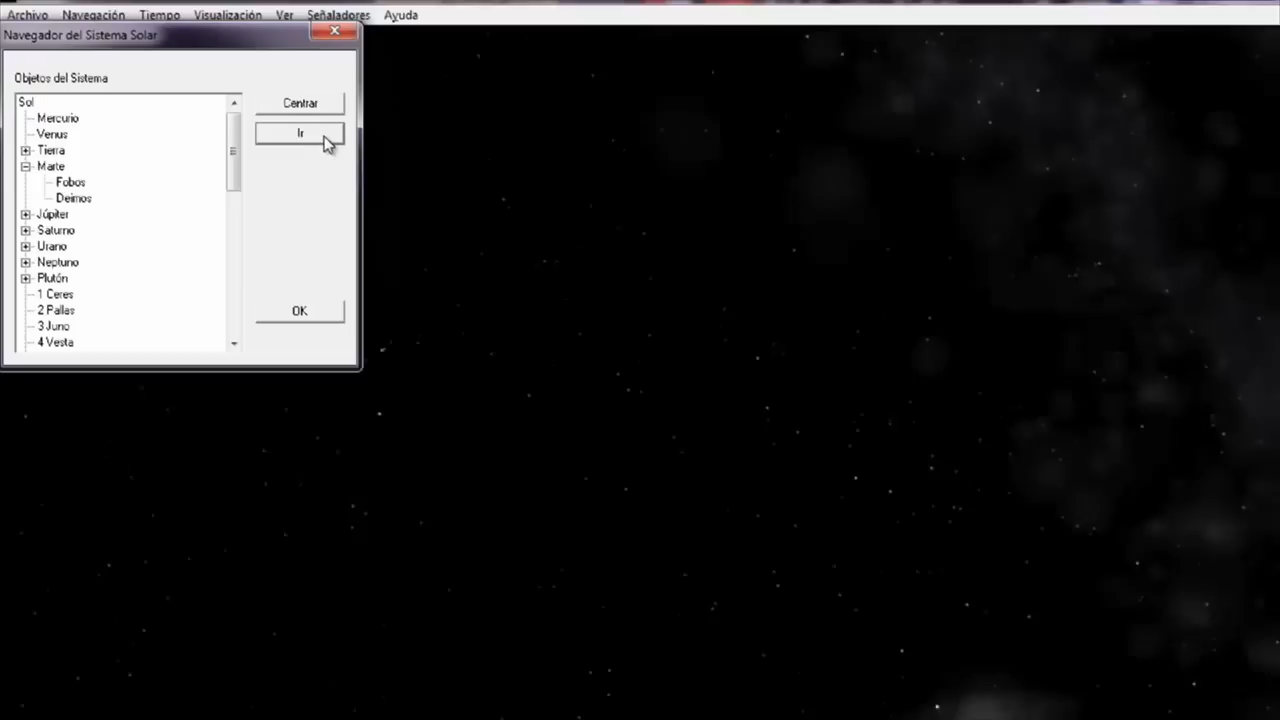 Archivo Navegación Tiempo Visualización Ver Señaladores Ayuda
Navegador del Sistema Solar
Objetos del Sistema
Sol
Mercurio
Venus
Tierra
Marte
Fobos
Deimos
Júpiter
Saturno
Urano
Neptuno
Plutón
1 Ceres
2 Pallas
3 Juno
4 Vesta
Centrar
Ir
OK